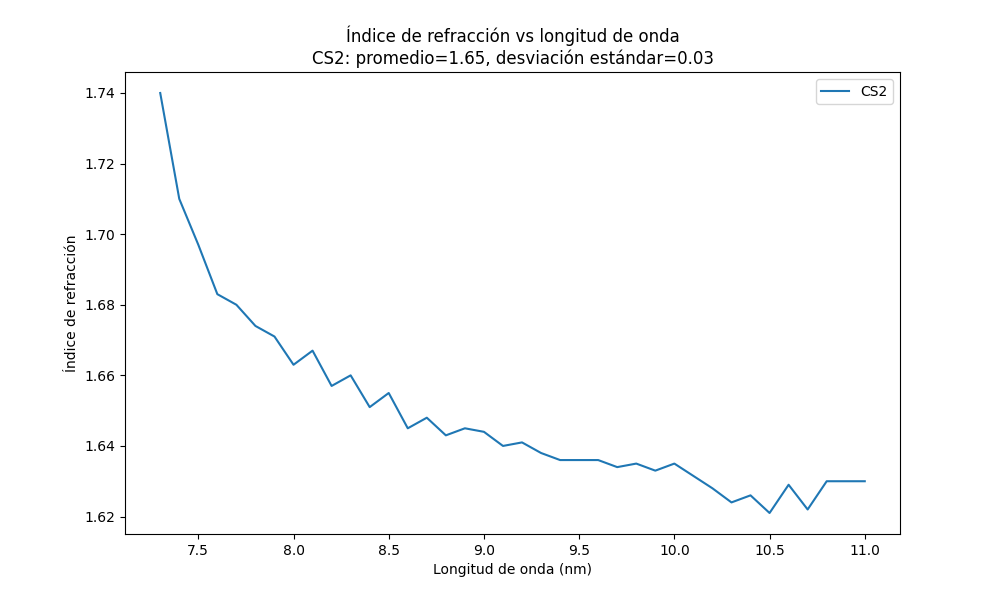 Índice de refracción vs longitud de onda
CS2: promedio=1.65, desviación estándar=0.03
CS2
Índice de refracción
1.74
1.72
1.70
1.68
1.66
1.64
1.62
7.5 8.0 8.5 9.0 9.5 10.0 10.5 11.0
Longitud de onda (nm)